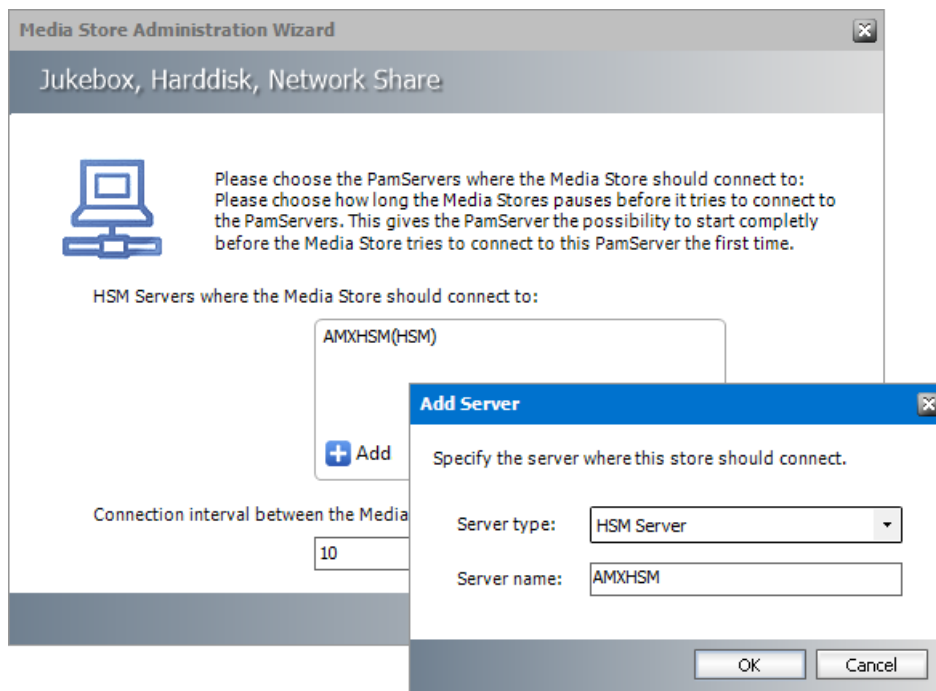 Media Store Administration Wizard
Jukebox, Harddisk, Network Share
Please choose the PamServers where the Media Store should connect to:
Please choose how long the Media Stores pauses before it tries to connect to
the PamServers. This gives the PamServer the possibility to start completly
before the Media Store tries to connect to this PamServer the first time.
HSM Servers where the Media Store should connect to:
AMXHSM(HSM)
Add
Connection interval between the Media
10
Add Server
Specify the server where this store should connect.
Server type:
HSM Server
Server name:
AMXHSM
OK
Cancel